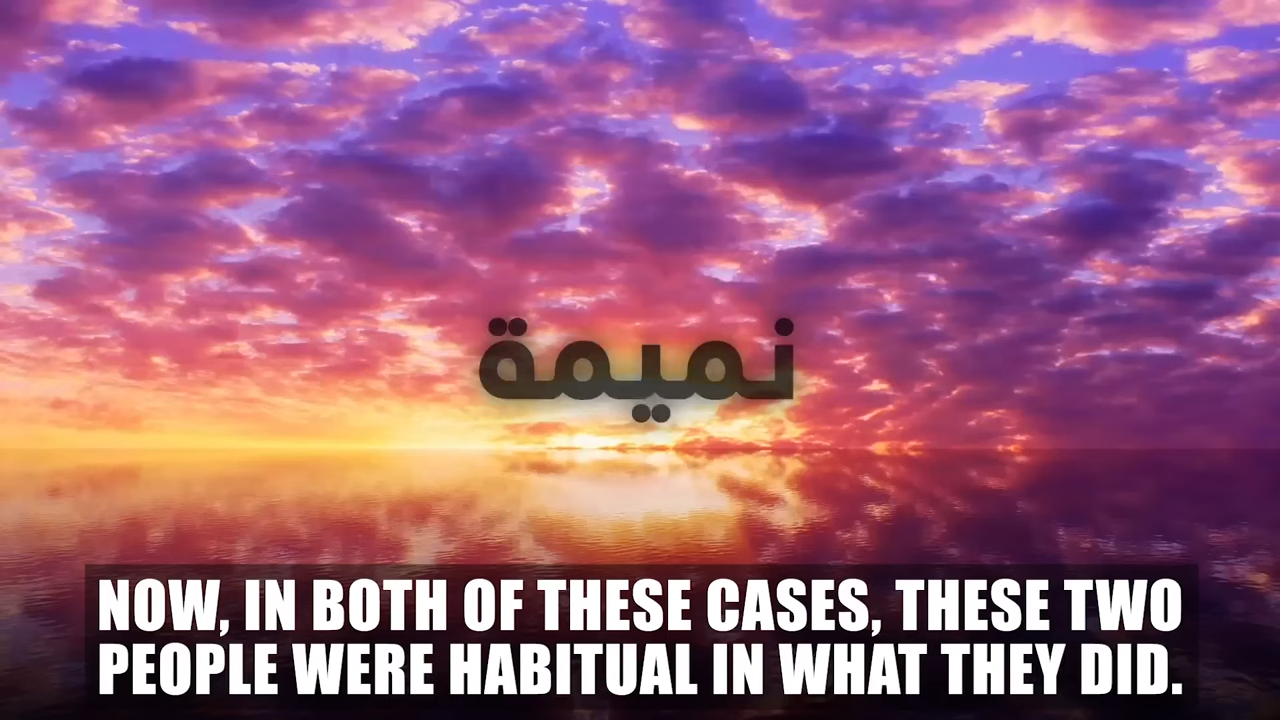 نميمة
NOW, IN BOTH OF THESE CASES, THESE TWO
PEOPLE WERE HABITUAL IN WHAT THEY DID.